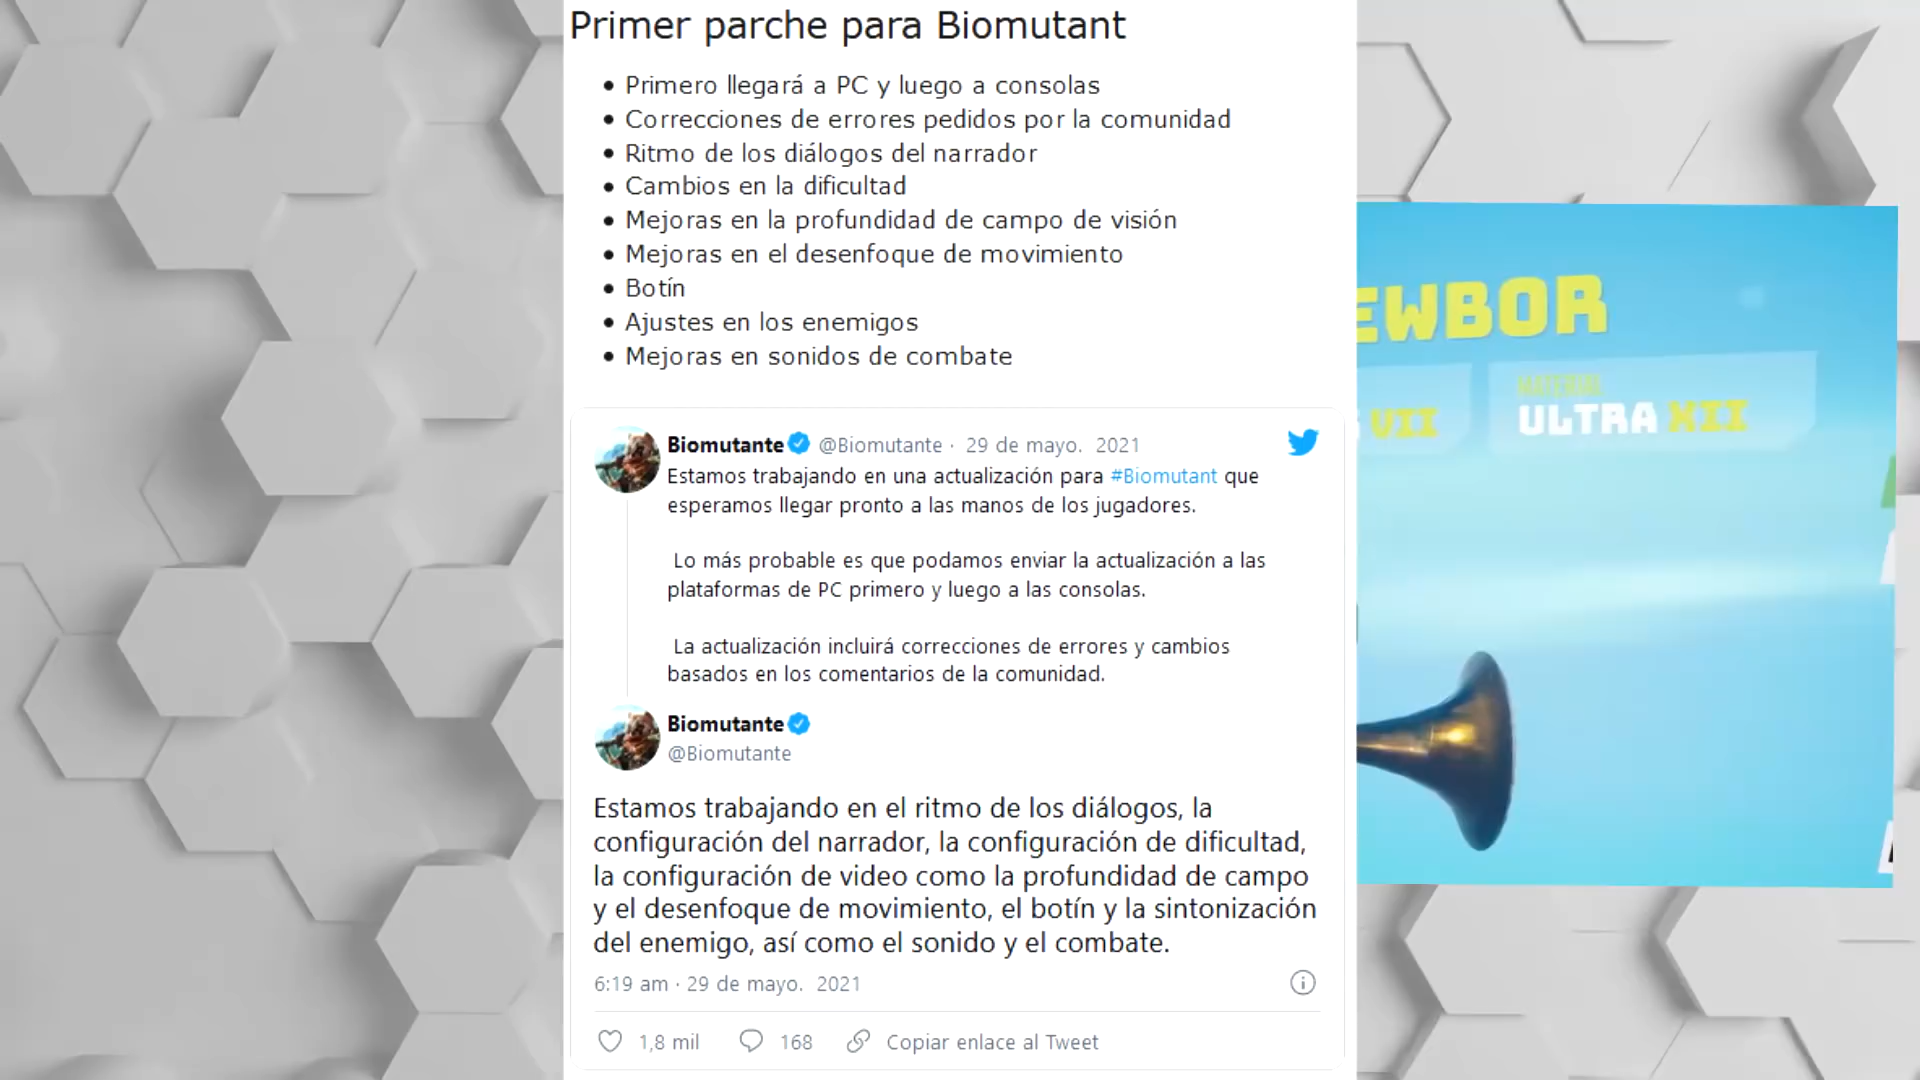 Primer parche para Biomutant
• Primero llegará a PC y luego a consolas
• Correcciones de errores pedidos por la comunidad
• Ritmo de los diálogos del narrador
• Cambios en la dificultad
• Mejoras en la profundidad de campo de visión
• Mejoras en el desenfoque de movimiento
• Botín
• Ajustes en los enemigos
• Mejoras en sonidos de combate
Biomutante @Biomutante · 29 de mayo. 2021
Estamos trabajando en una actualización para #Biomutant que
esperamos llegar pronto a las manos de los jugadores.
Lo más probable es que podamos enviar la actualización a las
plataformas de PC primero y luego a las consolas.
La actualización incluirá correcciones de errores y cambios
basados en los comentarios de la comunidad.
Biomutante
@Biomutante
Estamos trabajando en el ritmo de los diálogos, la
configuración del narrador, la configuración de dificultad,
la configuración de video como la profundidad de campo
y el desenfoque de movimiento, el botín y la sintonización
del enemigo, así como el sonido y el combate.
6:19 am · 29 de mayo. 2021
1,8 mil 168 Copiar enlace al Tweet
EWBOR
VII
MATERIAL
ULTRA XII